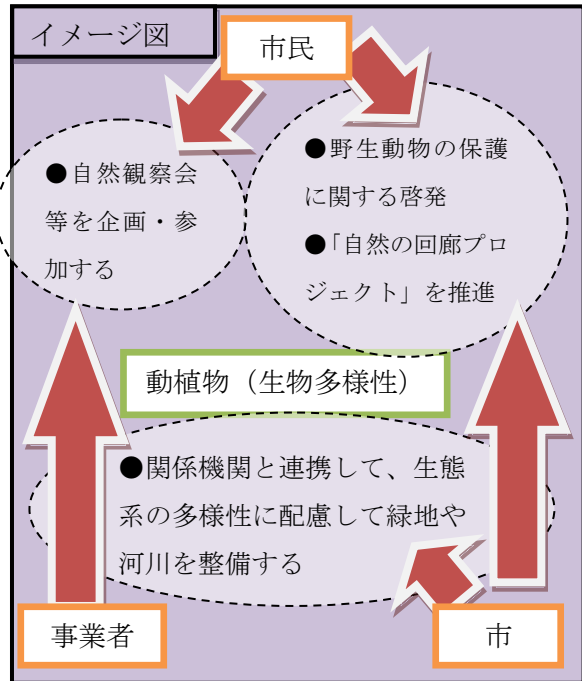 イメージ図
市民
●自然観察会
等を企画・参
加する
●野生動物の保護
に関する啓発
●「自然の回廊プロ
ジェクト」を推進
動植物（生物多様性）
●関係機関と連携して、生態
系の多様性に配慮して緑地や
河川を整備する
事業者
市